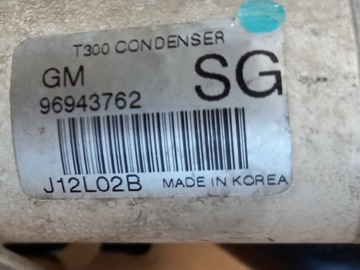 T300 CONDENSER
GM SG
96943762
J12L02B MADE IN KOREA